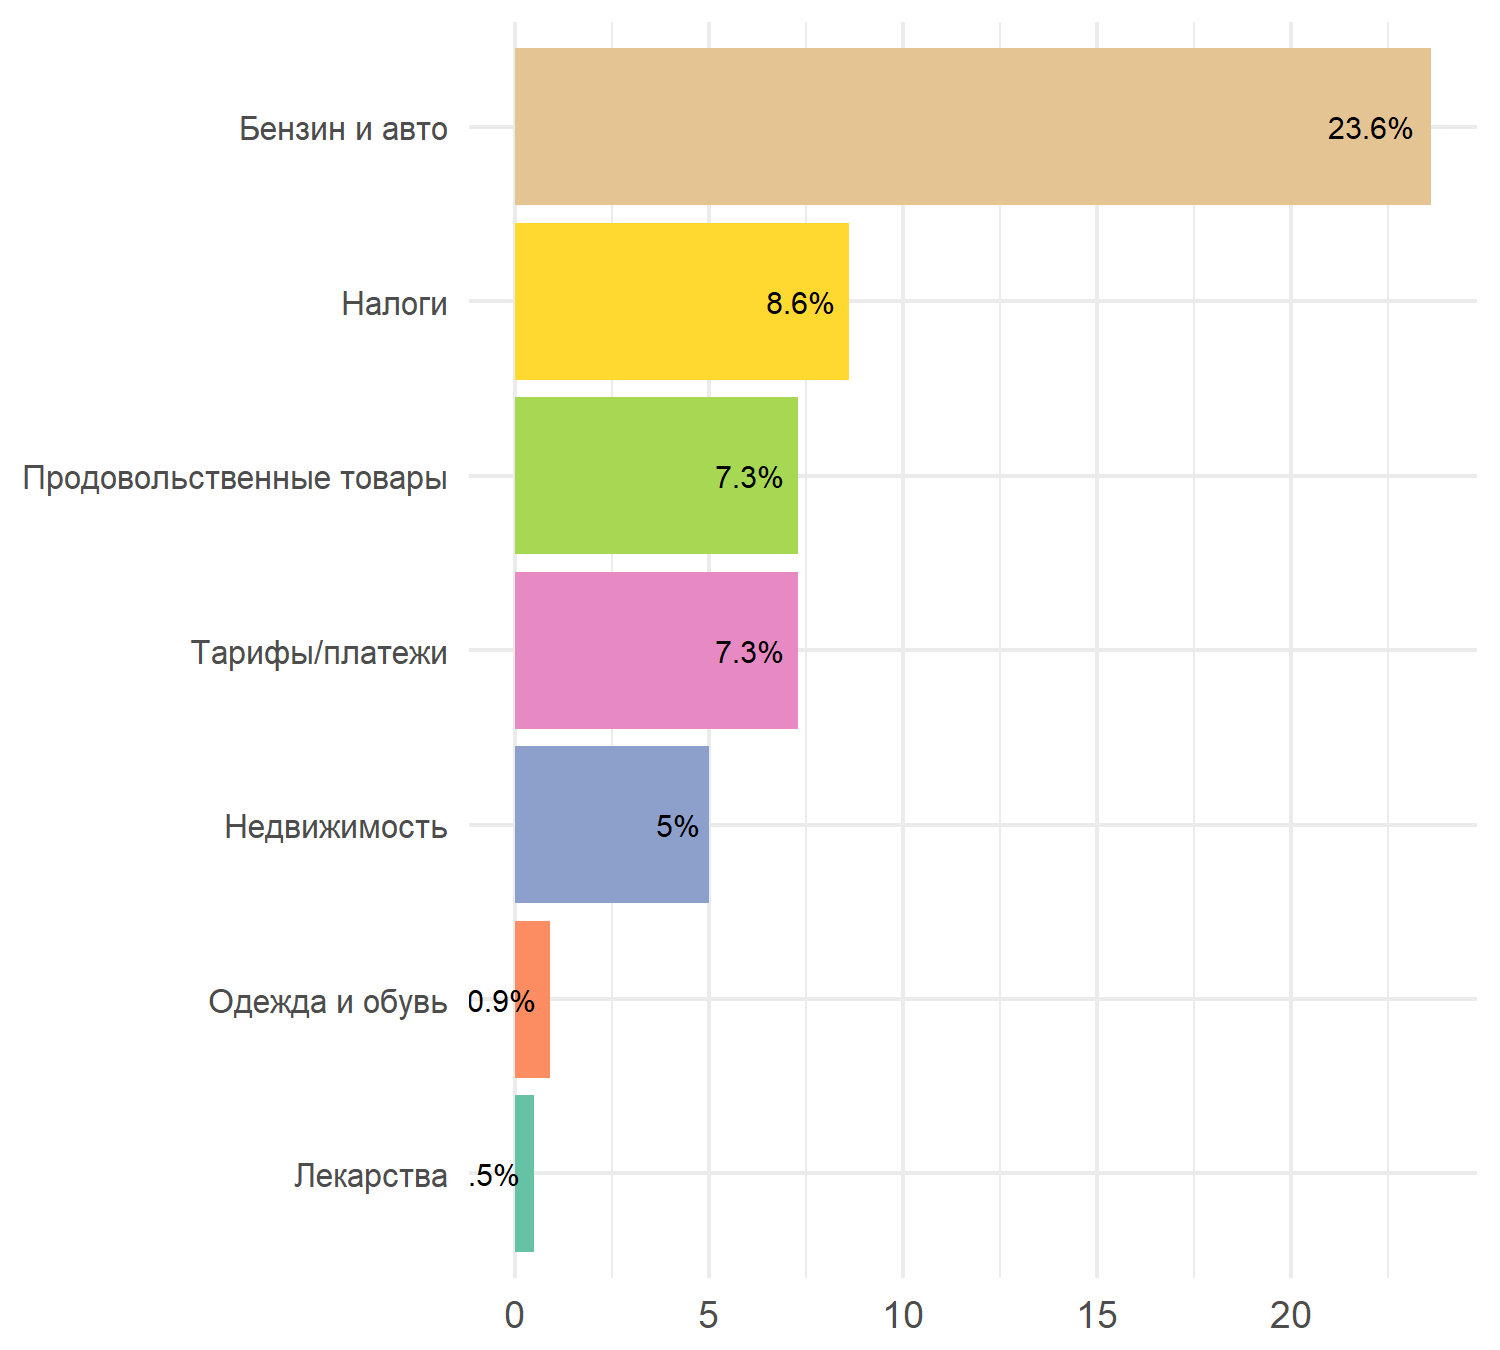 Бензин и авто 23.6%
Налоги 8.6%
Продовольственные товары 7.3%
Тарифы/платежи 7.3%
Недвижимость 5%
Одежда и обувь 0.9%
Лекарства .5%
0 5 10 15 20